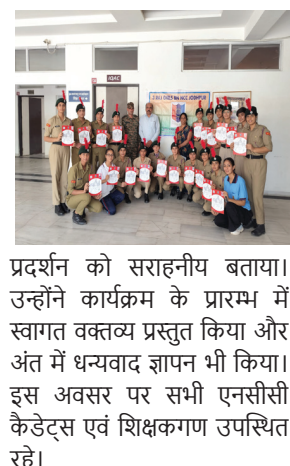 IQAC
प्रदर्शन को सराहनीय बताया।
उन्होंने कार्यक्रम के प्रारम्भ में
स्वागत वक्तव्य प्रस्तुत किया और
अंत में धन्यवाद ज्ञापन भी किया।
इस अवसर पर सभी एनसीसी
कैडेट्स एवं शिक्षकगण उपस्थित
रहे।